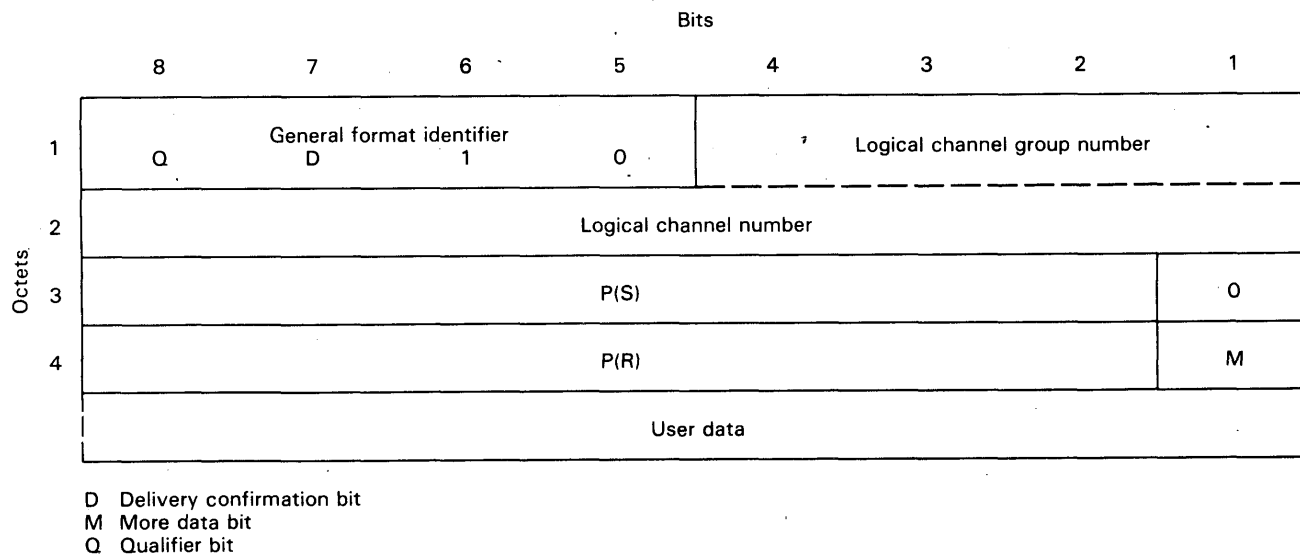 Bits
8 7 6 5 4 3 2 1
General format identifier
1 Q D 1 0 Logical channel group number
2 Logical channel number
Octets
3 P(S) 0
4 P(R) M
User data
D Delivery confirmation bit
M More data bit
Q Qualifier bit